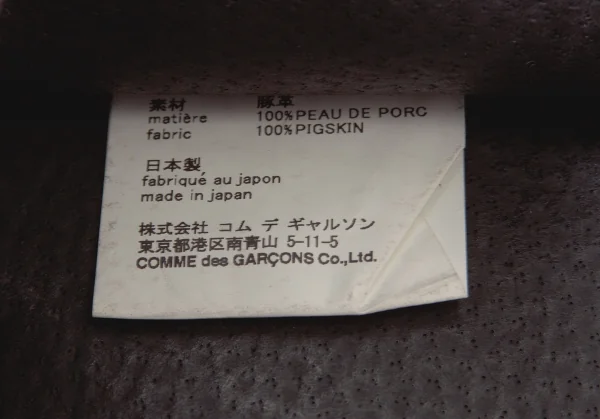 素材 豚革
matière 100%PEAU DE PORC
fabric 100%PIGSKIN
日本製
fabriqué au japon
made in japan
株式会社 コム デ ギャルソン
東京都港区南青山 5-11-5
COMME des GARÇONS Co.,Ltd.